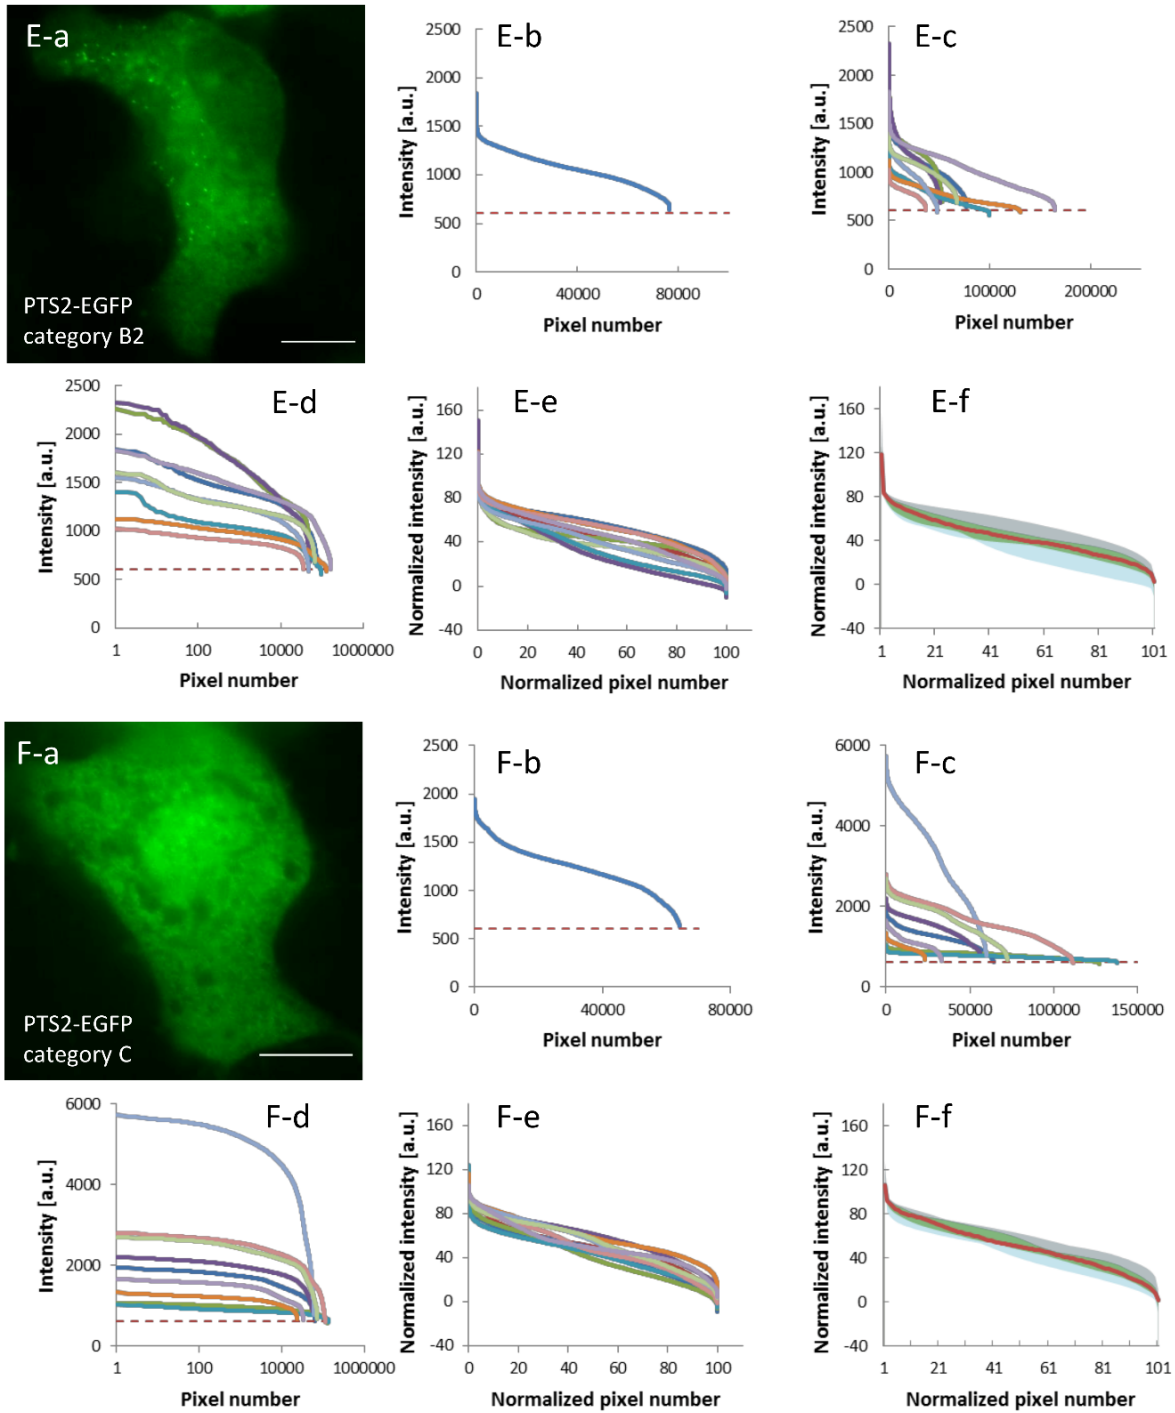 E-a
PTS2-EGFP
category B2
E-b
Intensity [a.u.]
2500
2000
1500
1000
500
0
0 40000 80000
Pixel number
E-c
Intensity [a.u.]
2500
2000
1500
1000
500
0
0 100000 200000
Pixel number
E-d
Intensity [a.u.]
2500
2000
1500
1000
500
0
1 100 10000 1000000
Pixel number
E-e
Normalized intensity [a.u.]
160
120
80
40
0
-40
0 20 40 60 80 100
Normalized pixel number
E-f
Normalized intensity [a.u.]
160
120
80
40
0
-40
1 21 41 61 81 101
Normalized pixel number
F-a
PTS2-EGFP
category C
F-b
Intensity [a.u.]
2500
2000
1500
1000
500
0
0 40000 80000
Pixel number
F-c
Intensity [a.u.]
6000
4000
2000
0
0 50000 100000 150000
Pixel number
F-d
Intensity [a.u.]
6000
4000
2000
0
1 100 10000 1000000
Pixel number
F-e
Normalized intensity [a.u.]
160
120
80
40
0
-40
0 20 40 60 80 100
Normalized pixel number
F-f
Normalized intensity [a.u.]
160
120
80
40
0
-40
1 21 41 61 81 101
Normalized pixel number